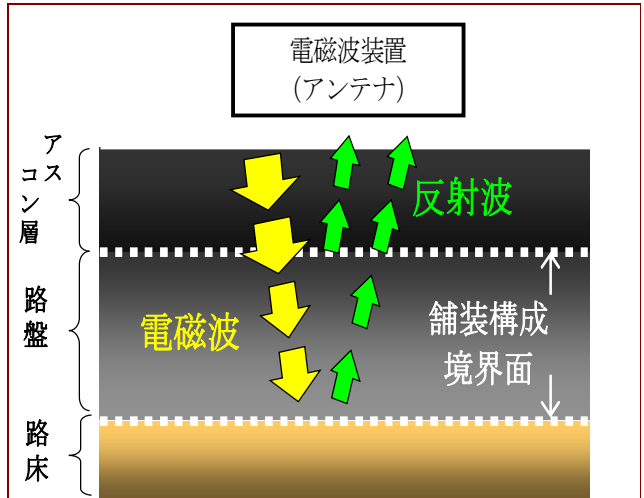 電磁波装置
(アンテナ)
アスコン層
反射波
路盤
電磁波
舗装構成
境界面
路床